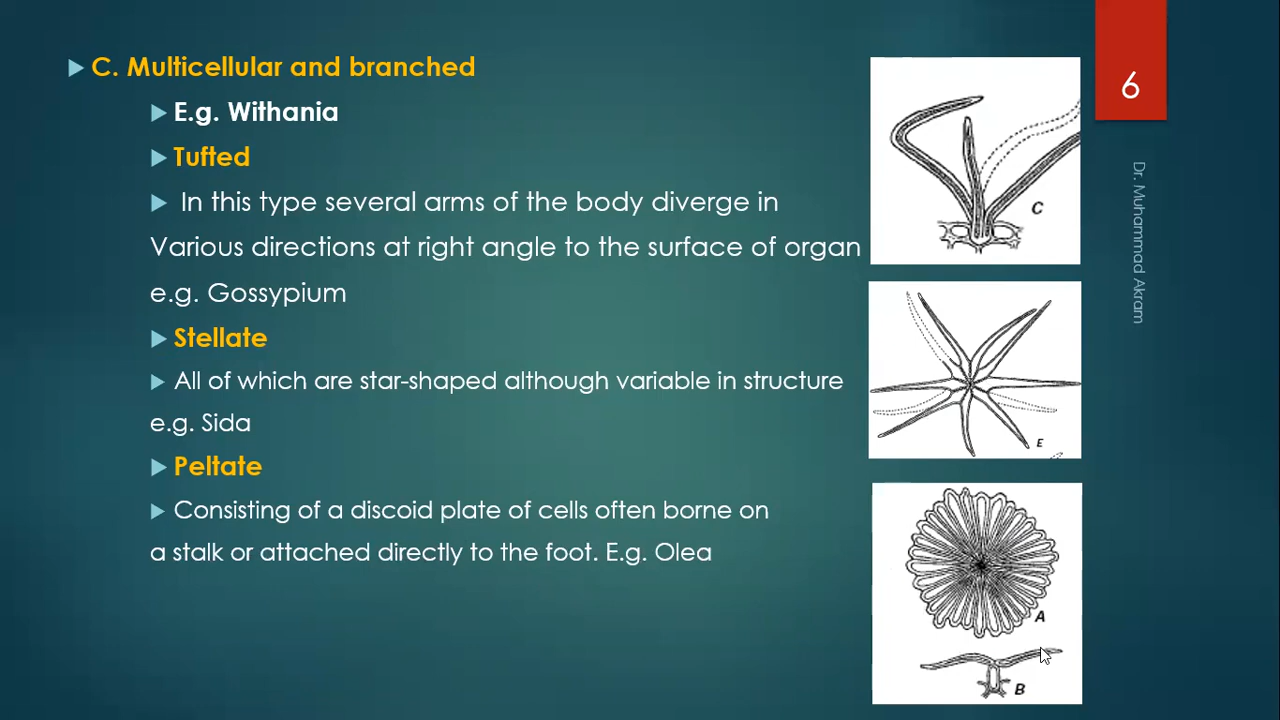 C. Multicellular and branched
E.g. Withania
Tufted
In this type several arms of the body diverge in
Various directions at right angle to the surface of organ
e.g. Gossypium
Stellate
All of which are star-shaped although variable in structure
e.g. Sida
Peltate
Consisting of a discoid plate of cells often borne on
a stalk or attached directly to the foot. E.g. Olea
C
E
A
B
6
Dr. Muhammad Akram